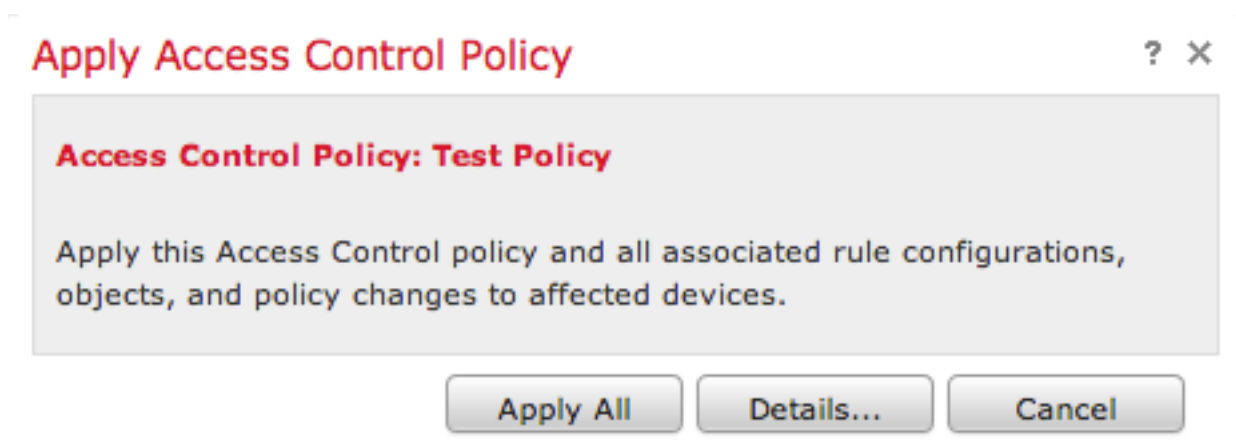 Apply Access Control Policy ? ×
Access Control Policy: Test Policy
Apply this Access Control policy and all associated rule configurations,
objects, and policy changes to affected devices.
Apply All Details... Cancel